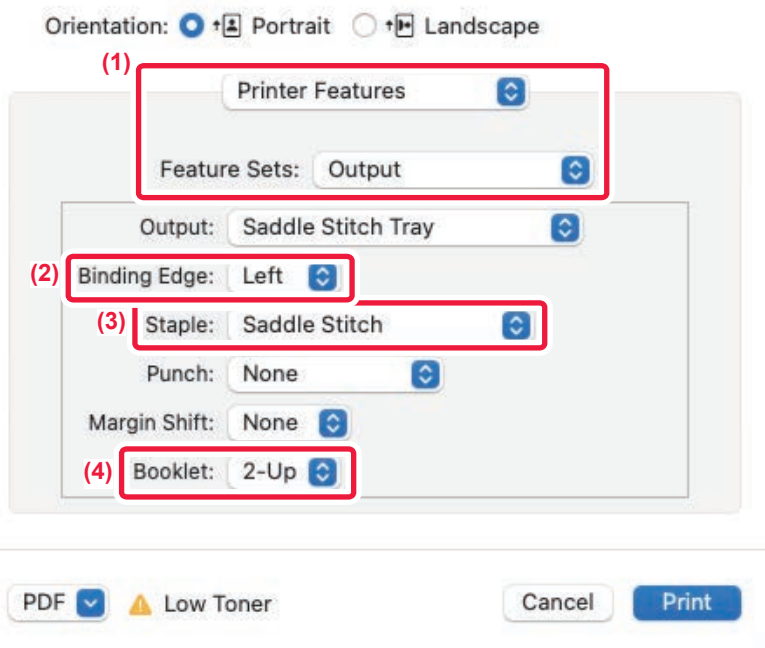 Orientation: Portrait Landscape
(1)
Printer Features
Feature Sets: Output
Output: Saddle Stitch Tray
(2) Binding Edge: Left
(3) Staple: Saddle Stitch
Punch: None
Margin Shift: None
(4) Booklet: 2-Up
PDF Low Toner Cancel Print